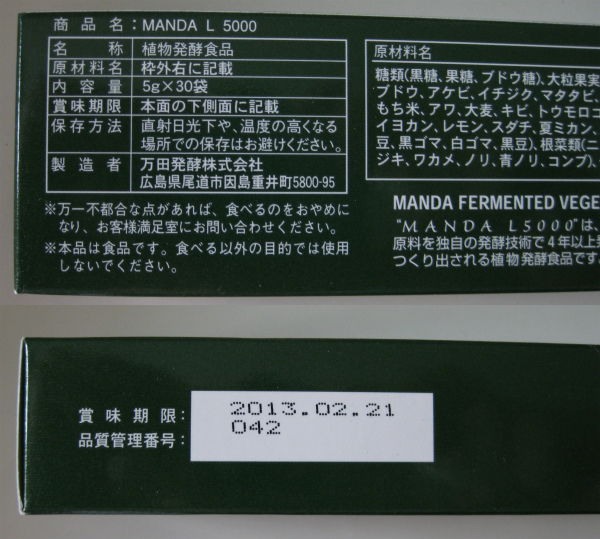 商品名：MANDA L 5000
名称 植物発酵食品
原材料名 枠外右に記載
内容量 5g×30袋
賞味期限 本面の下側面に記載
保存方法 直射日光下や、温度の高くなる
場所での保存はお避けください。
製造者 万田発酵株式会社
広島県尾道市因島重井町5800-95
※万一不都合な点があれば、食べるのをおやめに
なり、お客様満足室にお問い合わせください。
※本品は食品です。食べる以外の目的では使用
しないでください。
原材料名
糖類(黒糖、果糖、ブドウ糖)、大粒果実
ブドウ、アケビ、イチジク、マタタビ、
もち米、アワ、大麦、キビ、トウモロコ
イヨカン、レモン、スダチ、夏ミカン、
豆、黒ゴマ、白ゴマ、黒豆)、根菜類(ニ
ジキ、ワカメ、ノリ、青ノリ、コンブ)、
MANDA FERMENTED VEGE
"MANDA L5000"は、
原料を独自の発酵技術で4年以上
つくり出される植物発酵食品です。
賞味期限： 2013.02.21
品質管理番号： 042